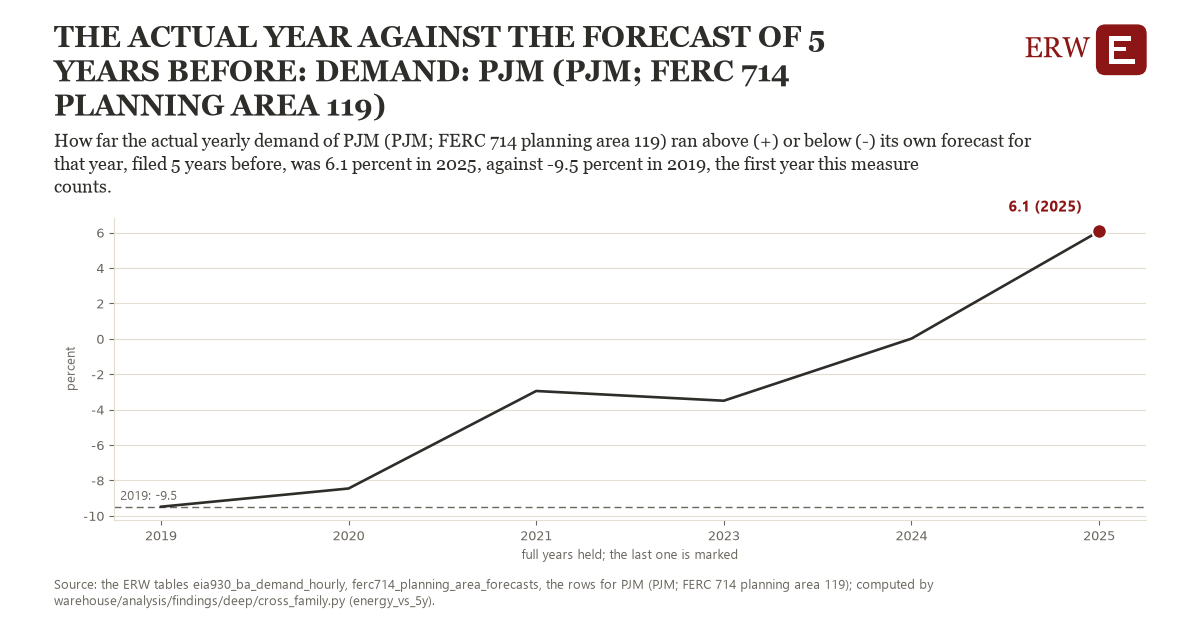 THE ACTUAL YEAR AGAINST THE FORECAST OF 5
YEARS BEFORE: DEMAND: PJM (PJM; FERC 714
PLANNING AREA 119)
ERW E
How far the actual yearly demand of PJM (PJM; FERC 714 planning area 119) ran above (+) or below (-) its own forecast for
that year, filed 5 years before, was 6.1 percent in 2025, against -9.5 percent in 2019, the first year this measure
counts.
6.1 (2025)
6
4
2
0
-2
-4
-6
-8
-10
percent
2019: -9.5
2019 2020 2021 2023 2024 2025
full years held; the last one is marked
Source: the ERW tables eia930_ba_demand_hourly, ferc714_planning_area_forecasts, the rows for PJM (PJM; FERC 714 planning area 119); computed by
warehouse/analysis/findings/deep/cross_family.py (energy_vs_5y).